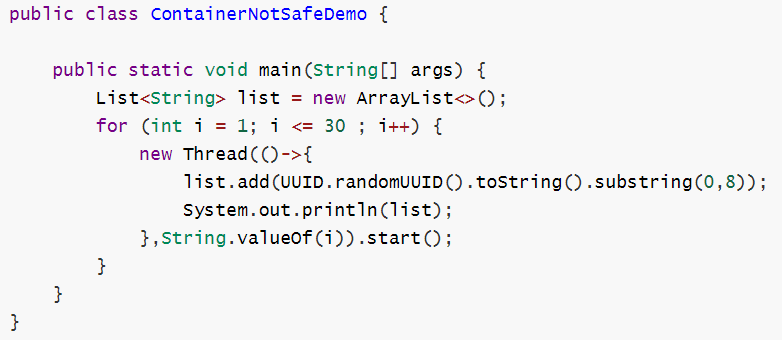 public class ContainerNotSafeDemo {
    public static void main(String[] args) {
        List<String> list = new ArrayList<>();
        for (int i = 1; i <= 30 ; i++) {
            new Thread(()->{
                list.add(UUID.randomUUID().toString().substring(0,8));
                System.out.println(list);
            },String.valueOf(i)).start();
        }
    }
}